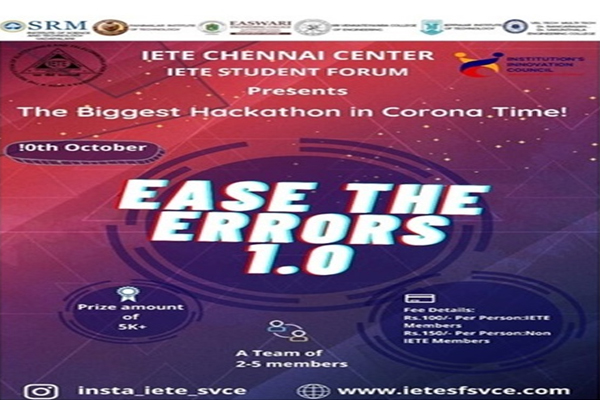 SRM
EASWARI
IETE CHENNAI CENTER
IETE STUDENT FORUM
Presents
INSTITUTION'S
INNOVATION
COUNCIL
The Biggest Hackathon in Corona Time!
10th October
EASE THE
ERRORS
1.0
Prize amount
of
5K+
Fee Details:
Rs.100/- Per Person:IETE
Members
Rs.150/- Per Person:Non
IETE Members
A Team of
2-5 members
insta_iete_svce
www.ietesfsvce.com